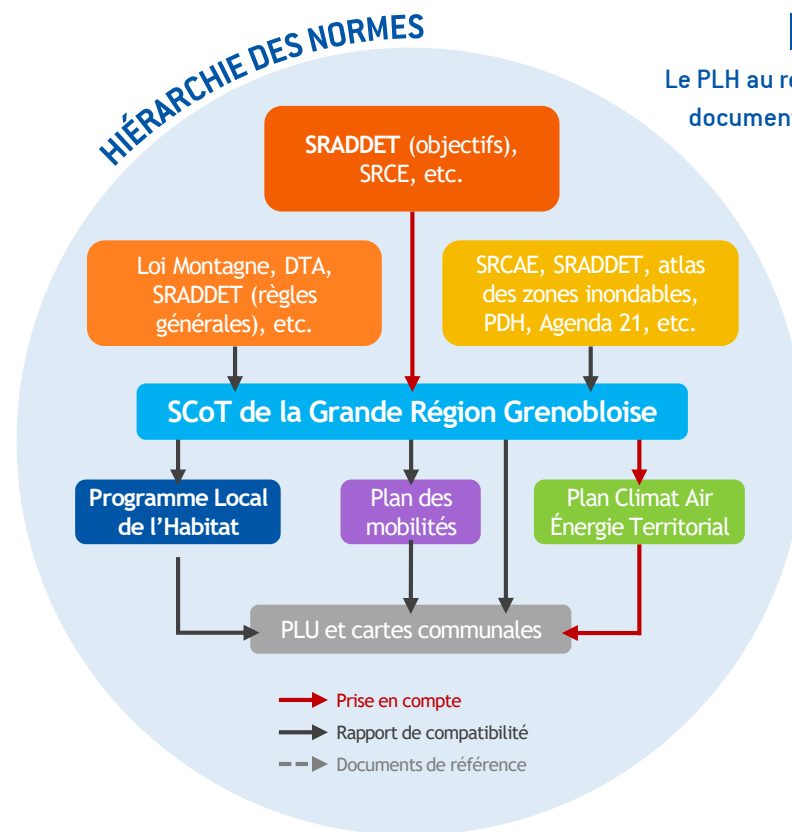 HIÉRARCHIE DES NORMES
Le PLH au re
document
SRADDET (objectifs),
SRCE, etc.
Loi Montagne, DTA,
SRADDET (règles
générales), etc.
SRCAE, SRADDET, atlas
des zones inondables,
PDH, Agenda 21, etc.
SCoT de la Grande Région Grenobloise
Programme Local
de l’Habitat
Plan des
mobilités
Plan Climat Air
Énergie Territorial
PLU et cartes communales
Prise en compte
Rapport de compatibilité
Documents de référence